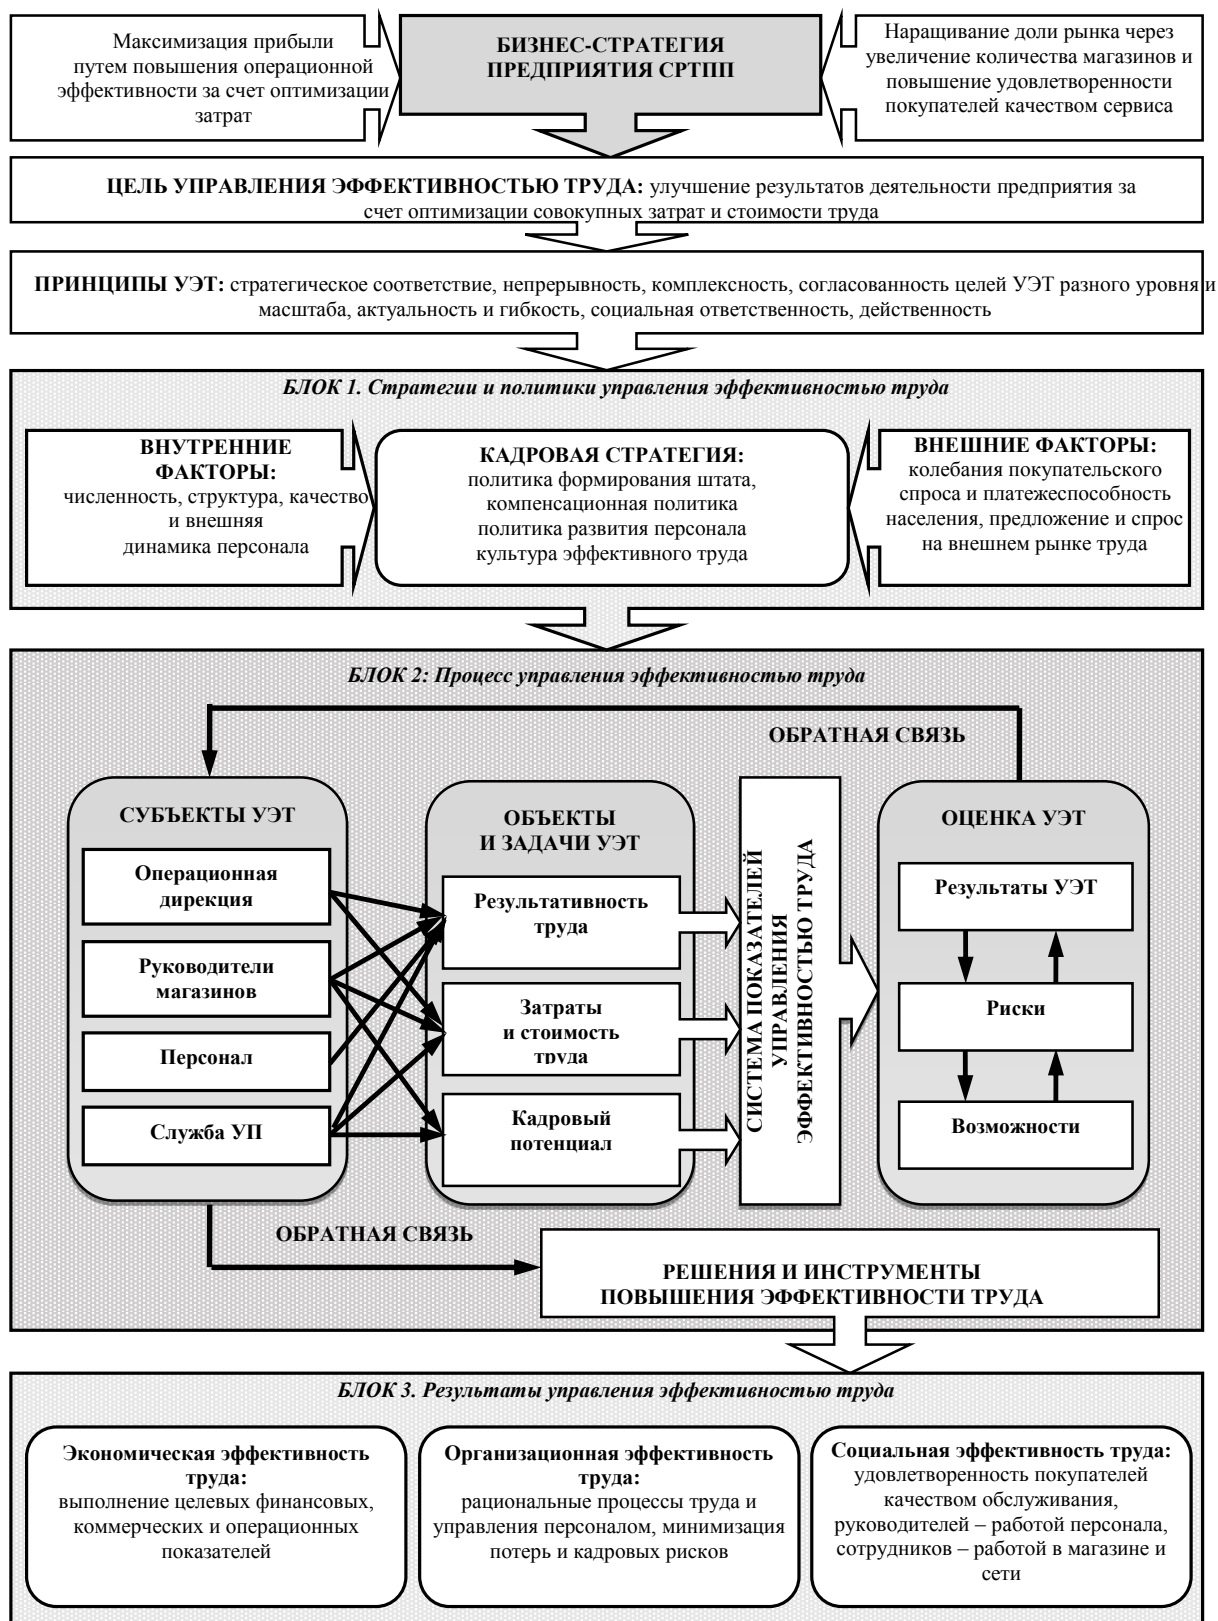 Максимизация прибыли
путем повышения операционной
эффективности за счет оптимизации
затрат
БИЗНЕС-СТРАТЕГИЯ
ПРЕДПРИЯТИЯ СРТПП
Наращивание доли рынка через
увеличение количества магазинов и
повышение удовлетворенности
покупателей качеством сервиса
ЦЕЛЬ УПРАВЛЕНИЯ ЭФФЕКТИВНОСТЬЮ ТРУДА: улучшение результатов деятельности предприятия за
счет оптимизации совокупных затрат и стоимости труда
ПРИНЦИПЫ УЭТ: стратегическое соответствие, непрерывность, комплексность, согласованность целей УЭТ разного уровня и
масштаба, актуальность и гибкость, социальная ответственность, действенность
БЛОК 1. Стратегии и политики управления эффективностью труда
ВНУТРЕННИЕ
ФАКТОРЫ:
численность, структура, качество
и внешняя
динамика персонала
КАДРОВАЯ СТРАТЕГИЯ:
политика формирования штата,
компенсационная политика
политика развития персонала
культура эффективного труда
ВНЕШНИЕ ФАКТОРЫ:
колебания покупательского
спроса и платежеспособность
населения, предложение и спрос
на внешнем рынке труда
БЛОК 2: Процесс управления эффективностью труда
ОБРАТНАЯ СВЯЗЬ
СУБЪЕКТЫ УЭТ
Операционная
дирекция
Руководители
магазинов
Персонал
Служба УП
ОБЪЕКТЫ
И ЗАДАЧИ УЭТ
Результативность
труда
Затраты
и стоимость
труда
Кадровый
потенциал
СИСТЕМА ПОКАЗАТЕЛЕЙ
УПРАВЛЕНИЯ
ЭФФЕКТИВНОСТЬЮ ТРУДА
ОЦЕНКА УЭТ
Результаты УЭТ
Риски
Возможности
ОБРАТНАЯ СВЯЗЬ
РЕШЕНИЯ И ИНСТРУМЕНТЫ
ПОВЫШЕНИЯ ЭФФЕКТИВНОСТИ ТРУДА
БЛОК 3. Результаты управления эффективностью труда
Экономическая эффективность
труда:
выполнение целевых финансовых,
коммерческих и операционных
показателей
Организационная эффективность
труда:
рациональные процессы труда и
управления персоналом, минимизация
потерь и кадровых рисков
Социальная эффективность труда:
удовлетворенность покупателей
качеством обслуживания,
руководителей – работой персонала,
сотрудников – работой в магазине и
сети